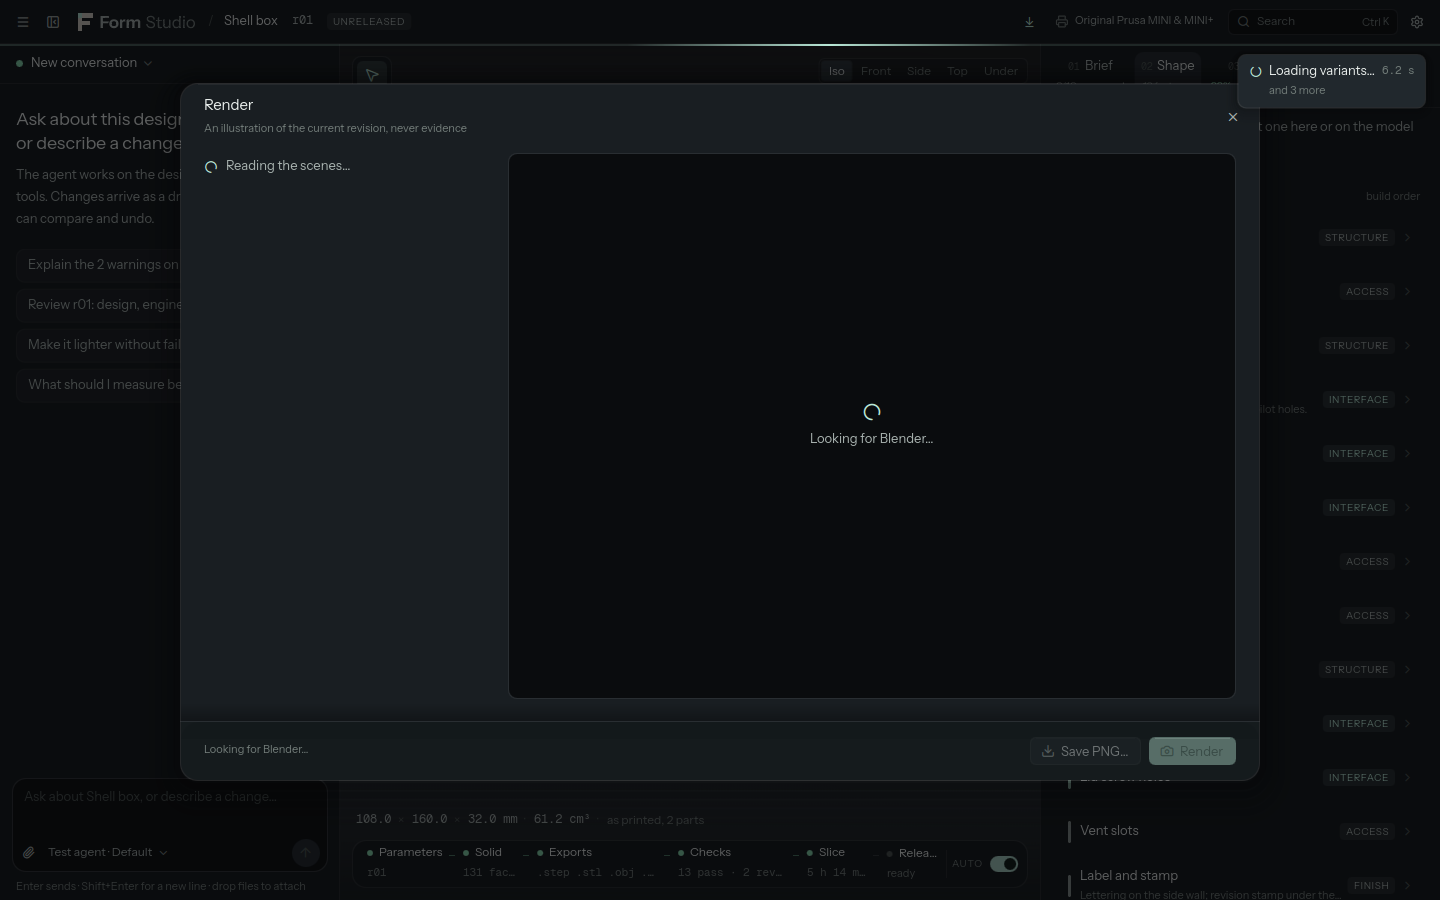 Form Studio / Shell box r01 UNRELEASED
Original Prusa MINI & MINI+
Search Ctrl K
New conversation
Iso Front Side Top Under
01 Brief 02 Shape
Loading variants... 6.2 s
and 3 more
Ask about this design
or describe a change
The agent works on the
tools. Changes arrive as a
can compare and undo.
Explain the 2 warnings on
Review r01: design,
Make it lighter without
What should I measure
Render
An illustration of the current revision, never evidence
Reading the scenes...
Looking for Blender...
Looking for Blender...
Save PNG...
Render
t one here or on the model
build order
STRUCTURE
ACCESS
STRUCTURE
INTERFACE
holes.
INTERFACE
INTERFACE
ACCESS
ACCESS
STRUCTURE
INTERFACE
INTERFACE
Vent slots
ACCESS
Label and stamp
Lettering on the side wall; revision stamp under the...
FINISH
Ask about Shell box, or describe a change...
Test agent · Default
Enter sends · Shift+Enter for a new line · drop files to attach
108.0 × 160.0 × 32.0 mm 61.2 cm³ as printed, 2 parts
Parameters ... Solid ... Exports ... Checks ... Slice ... Relea...
r01 131 fac... .step .stl .obj ... 13 pass · 2 rev... 5 h 14 m... ready
AUTO